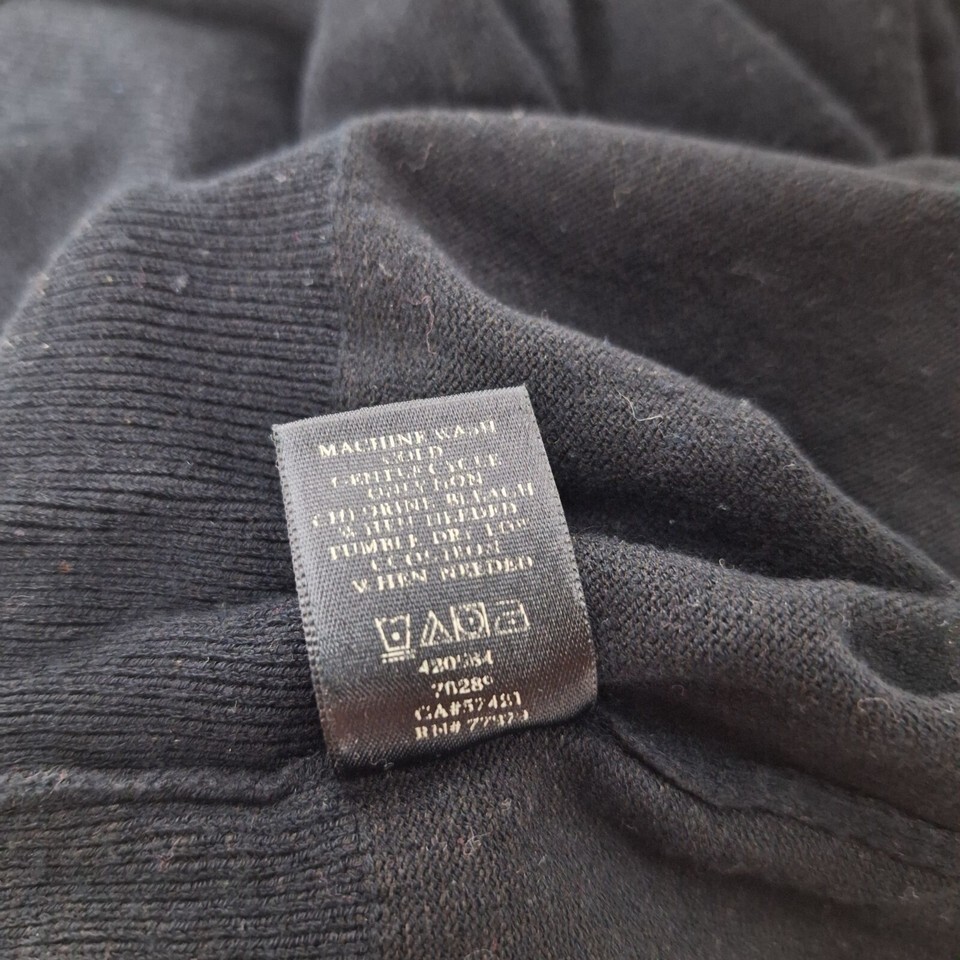 MACHINE WASH
COLD
GENTLE CYCLE
ONLY NON
CHLORINE BLEACH
WHEN NEEDED
TUMBLE DRY LOW
COOL IRON
WHEN NEEDED
CA#57481